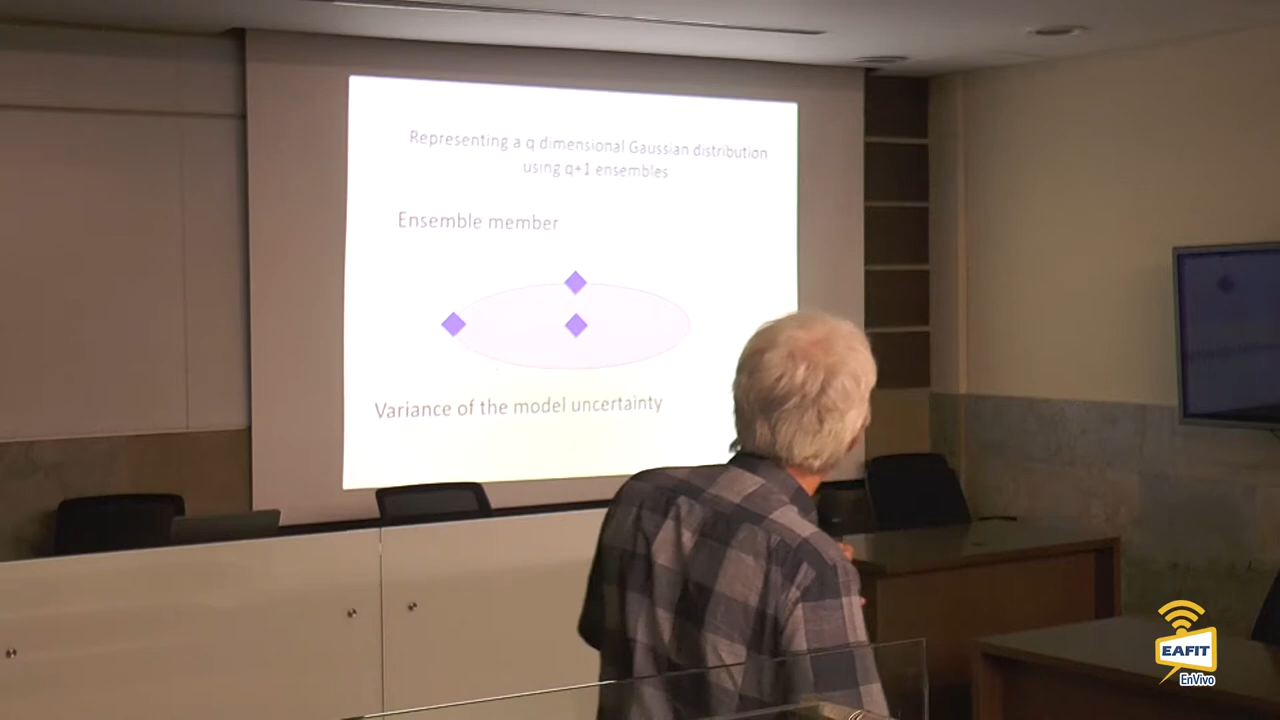 Representing a q dimensional Gaussian distribution
using q+1 ensembles
Ensemble member
Variance of the model uncertainty
EAFIT
EnVivo